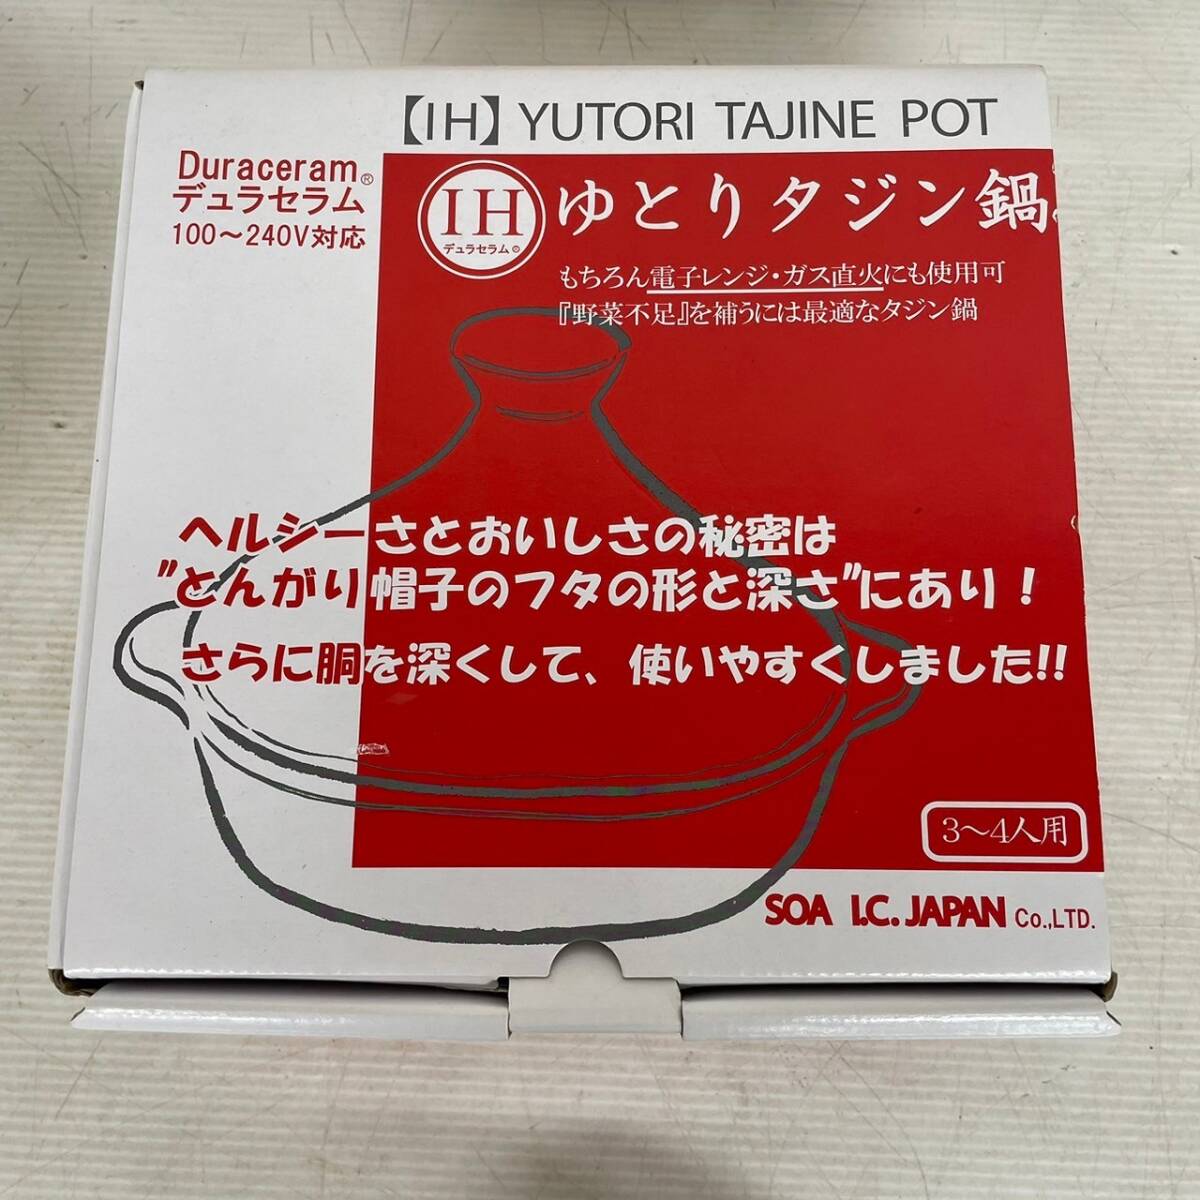 【IH】YUTORI TAJINE POT
Duraceram®
デュラセラム
100〜240V対応
IH
デュラセラム®
ゆとりタジン鍋
もちろん電子レンジ・ガス直火にも使用可
『野菜不足』を補うには最適なタジン鍋
ヘルシーさとおいしさの秘密は
"とんがり帽子のフタの形と深さ"にあり!
さらに胴を深くして、使いやすくしました!!
3〜4人用
SOA I.C. JAPAN Co.,LTD.